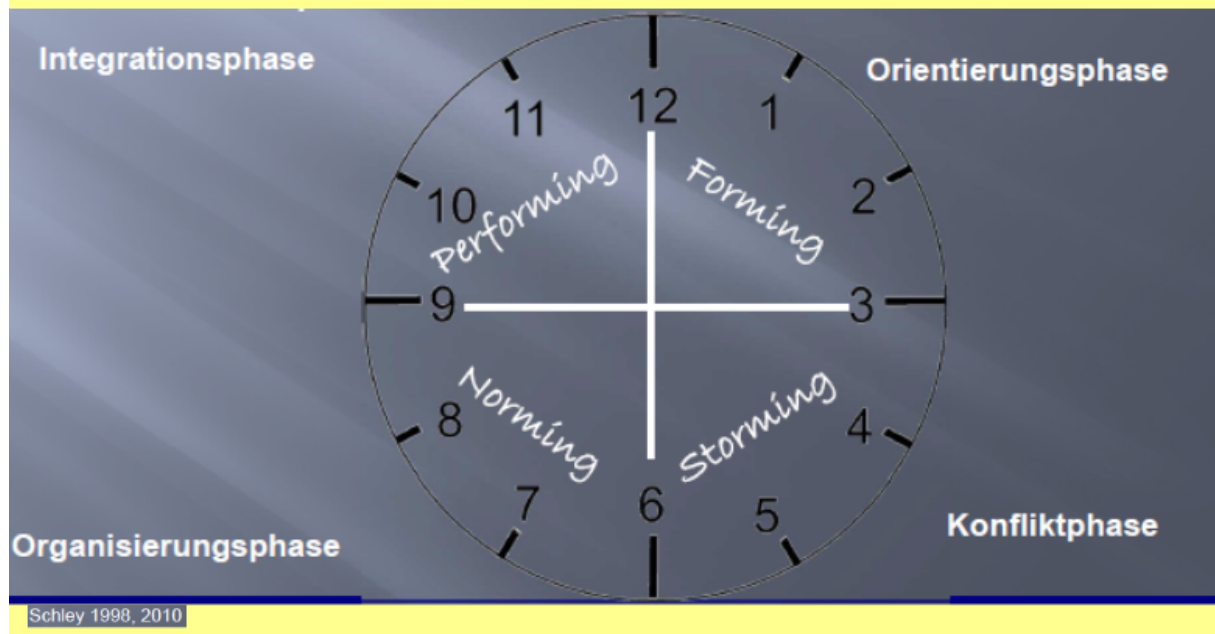 Integrationsphase
Orientierungsphase
12
11
1
10
2
Performing
Forming
9
3
Norming
Storming
8
4
7
6
5
Organisierungsphase
Konfliktphase
Schley 1998, 2010